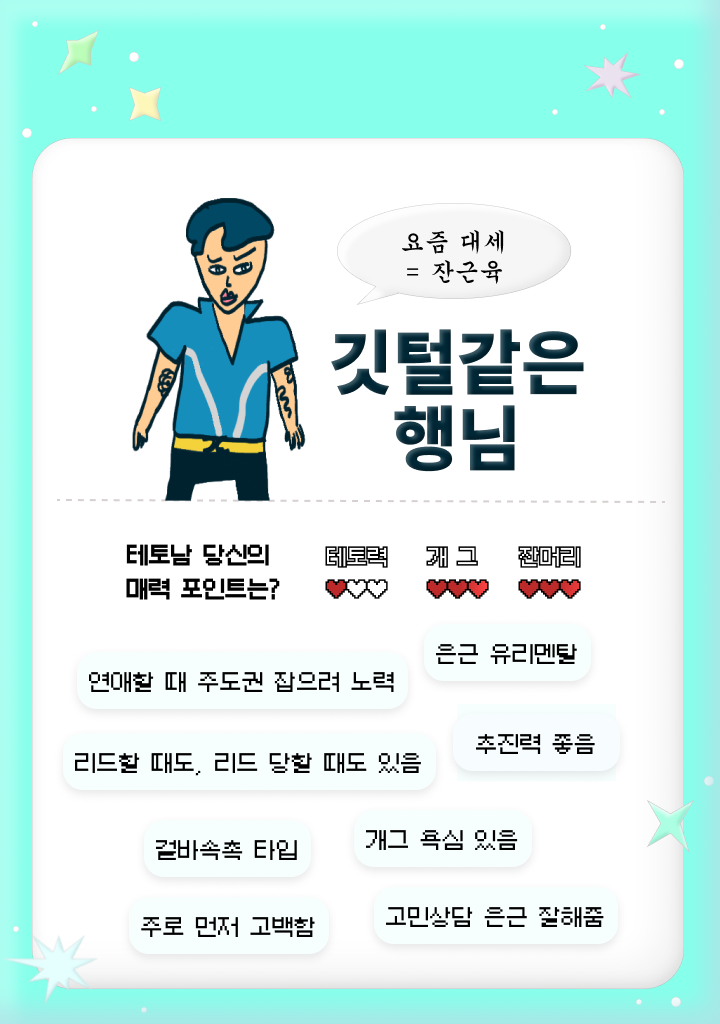 요즘 대세
= 잔근육
깃털같은
행님
테토남 당신의
매력 포인트는?
테토력
개 그
잔머리
은근 유리멘탈
연애할 때 주도권 잡으려 노력
추진력 좋음
리드할 때도, 리드 당할 때도 있음
개그 욕심 있음
겉바속촉 타입
고민상담 은근 잘해줌
주로 먼저 고백함